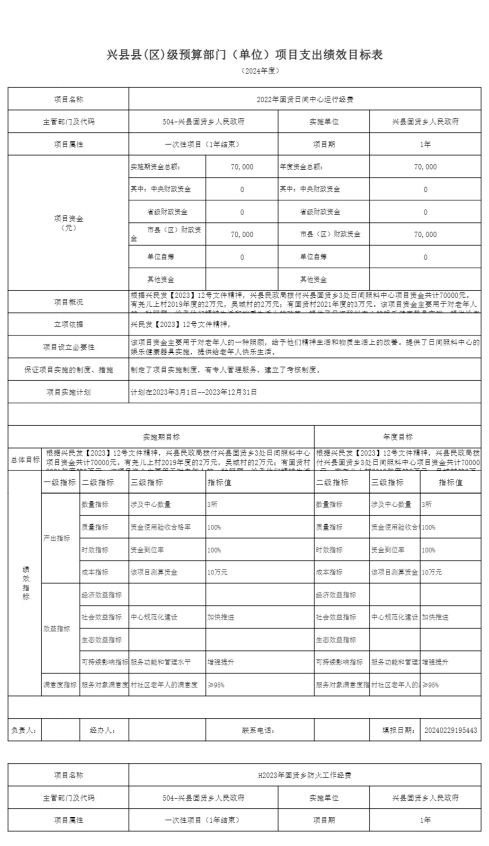 兴县县(区)级预算部门（单位）项目支出绩效目标表
（2024年度）
项目名称 2022年固贤日间中心运行经费
主管部门及代码 504-兴县固贤乡人民政府 实施单位 兴县固贤乡人民政府
项目属性 一次性项目（1年结束） 项目期 1年
项目资金（元） 实施期资金总额： 70,000 年度资金总额： 70,000
其中：中央财政资金 0 其中：中央财政资金 0
省级财政资金 0 省级财政资金 0
市县（区）财政资金 70,000 市县（区）财政资金 70,000
单位自筹 0 单位自筹 0
其他资金 其他资金
项目概况 根据兴民发【2023】12号文件精神，兴县民政局拨付兴县固贤乡3处日间照料中心项目资金共计70000元。
有尧儿上村2019年度的2万元，吴城村的2万元；有固贤村2021年度的3万元。该项目资金主要用于对老年人
立项依据 兴民发【2023】12号文件精神，
项目设立必要性 该项目资金主要用于对老年人的一种照顾，给予他们精神生活和物质生活上的改善。提供了日间照料中心的
娱乐健康器具实施，提供给老年人快乐生活。
保证项目实施的制度、措施 制定了项目实施制度，有专人管理服务，建立了考核制度。
项目实施计划 计划在2023年3月1日--2023年12月31日
实施期目标 年度目标
总体目标 根据兴民发【2023】12号文件精神，兴县民政局拨付兴县固贤乡3处日间照料中心项目资金共计70000元。有尧儿上村2019年度的2万元，吴城村的2万元；有固贤村 根据兴民发【2023】12号文件精神，兴县民政局拨付兴县固贤乡3处日间照料中心项目资金共计70000
绩效指标 一级指标 二级指标 三级指标 指标值 二级指标 三级指标 指标值
产出指标 数量指标 涉及中心数量 3所 数量指标 涉及中心数量 3所
质量指标 资金使用验收合格率 100% 质量指标 资金使用验收合 100%
时效指标 资金到位率 100% 时效指标 资金到位率 100%
成本指标 该项目测算资金 10万元 成本指标 该项目测算资金 10万元
效益指标 经济效益指标 经济效益指标
社会效益指标 中心规范化建设 加快推进 社会效益指标 中心规范化建设 加快推进
生态效益指标 生态效益指标
可持续影响指标 服务功能和管理水平 增强提升 可持续影响指标 服务功能和管理 增强提升
满意度指标 服务对象满意度 村社区老年人的满意度 ≥95% 服务对象满意度指 村社区老年人的 ≥95%
负责人： 经办人： 联系电话： 填报日期： 20240229195443
项目名称 H2023年固贤乡防火工作经费
主管部门及代码 504-兴县固贤乡人民政府 实施单位 兴县固贤乡人民政府
项目属性 一次性项目（1年结束） 项目期 1年